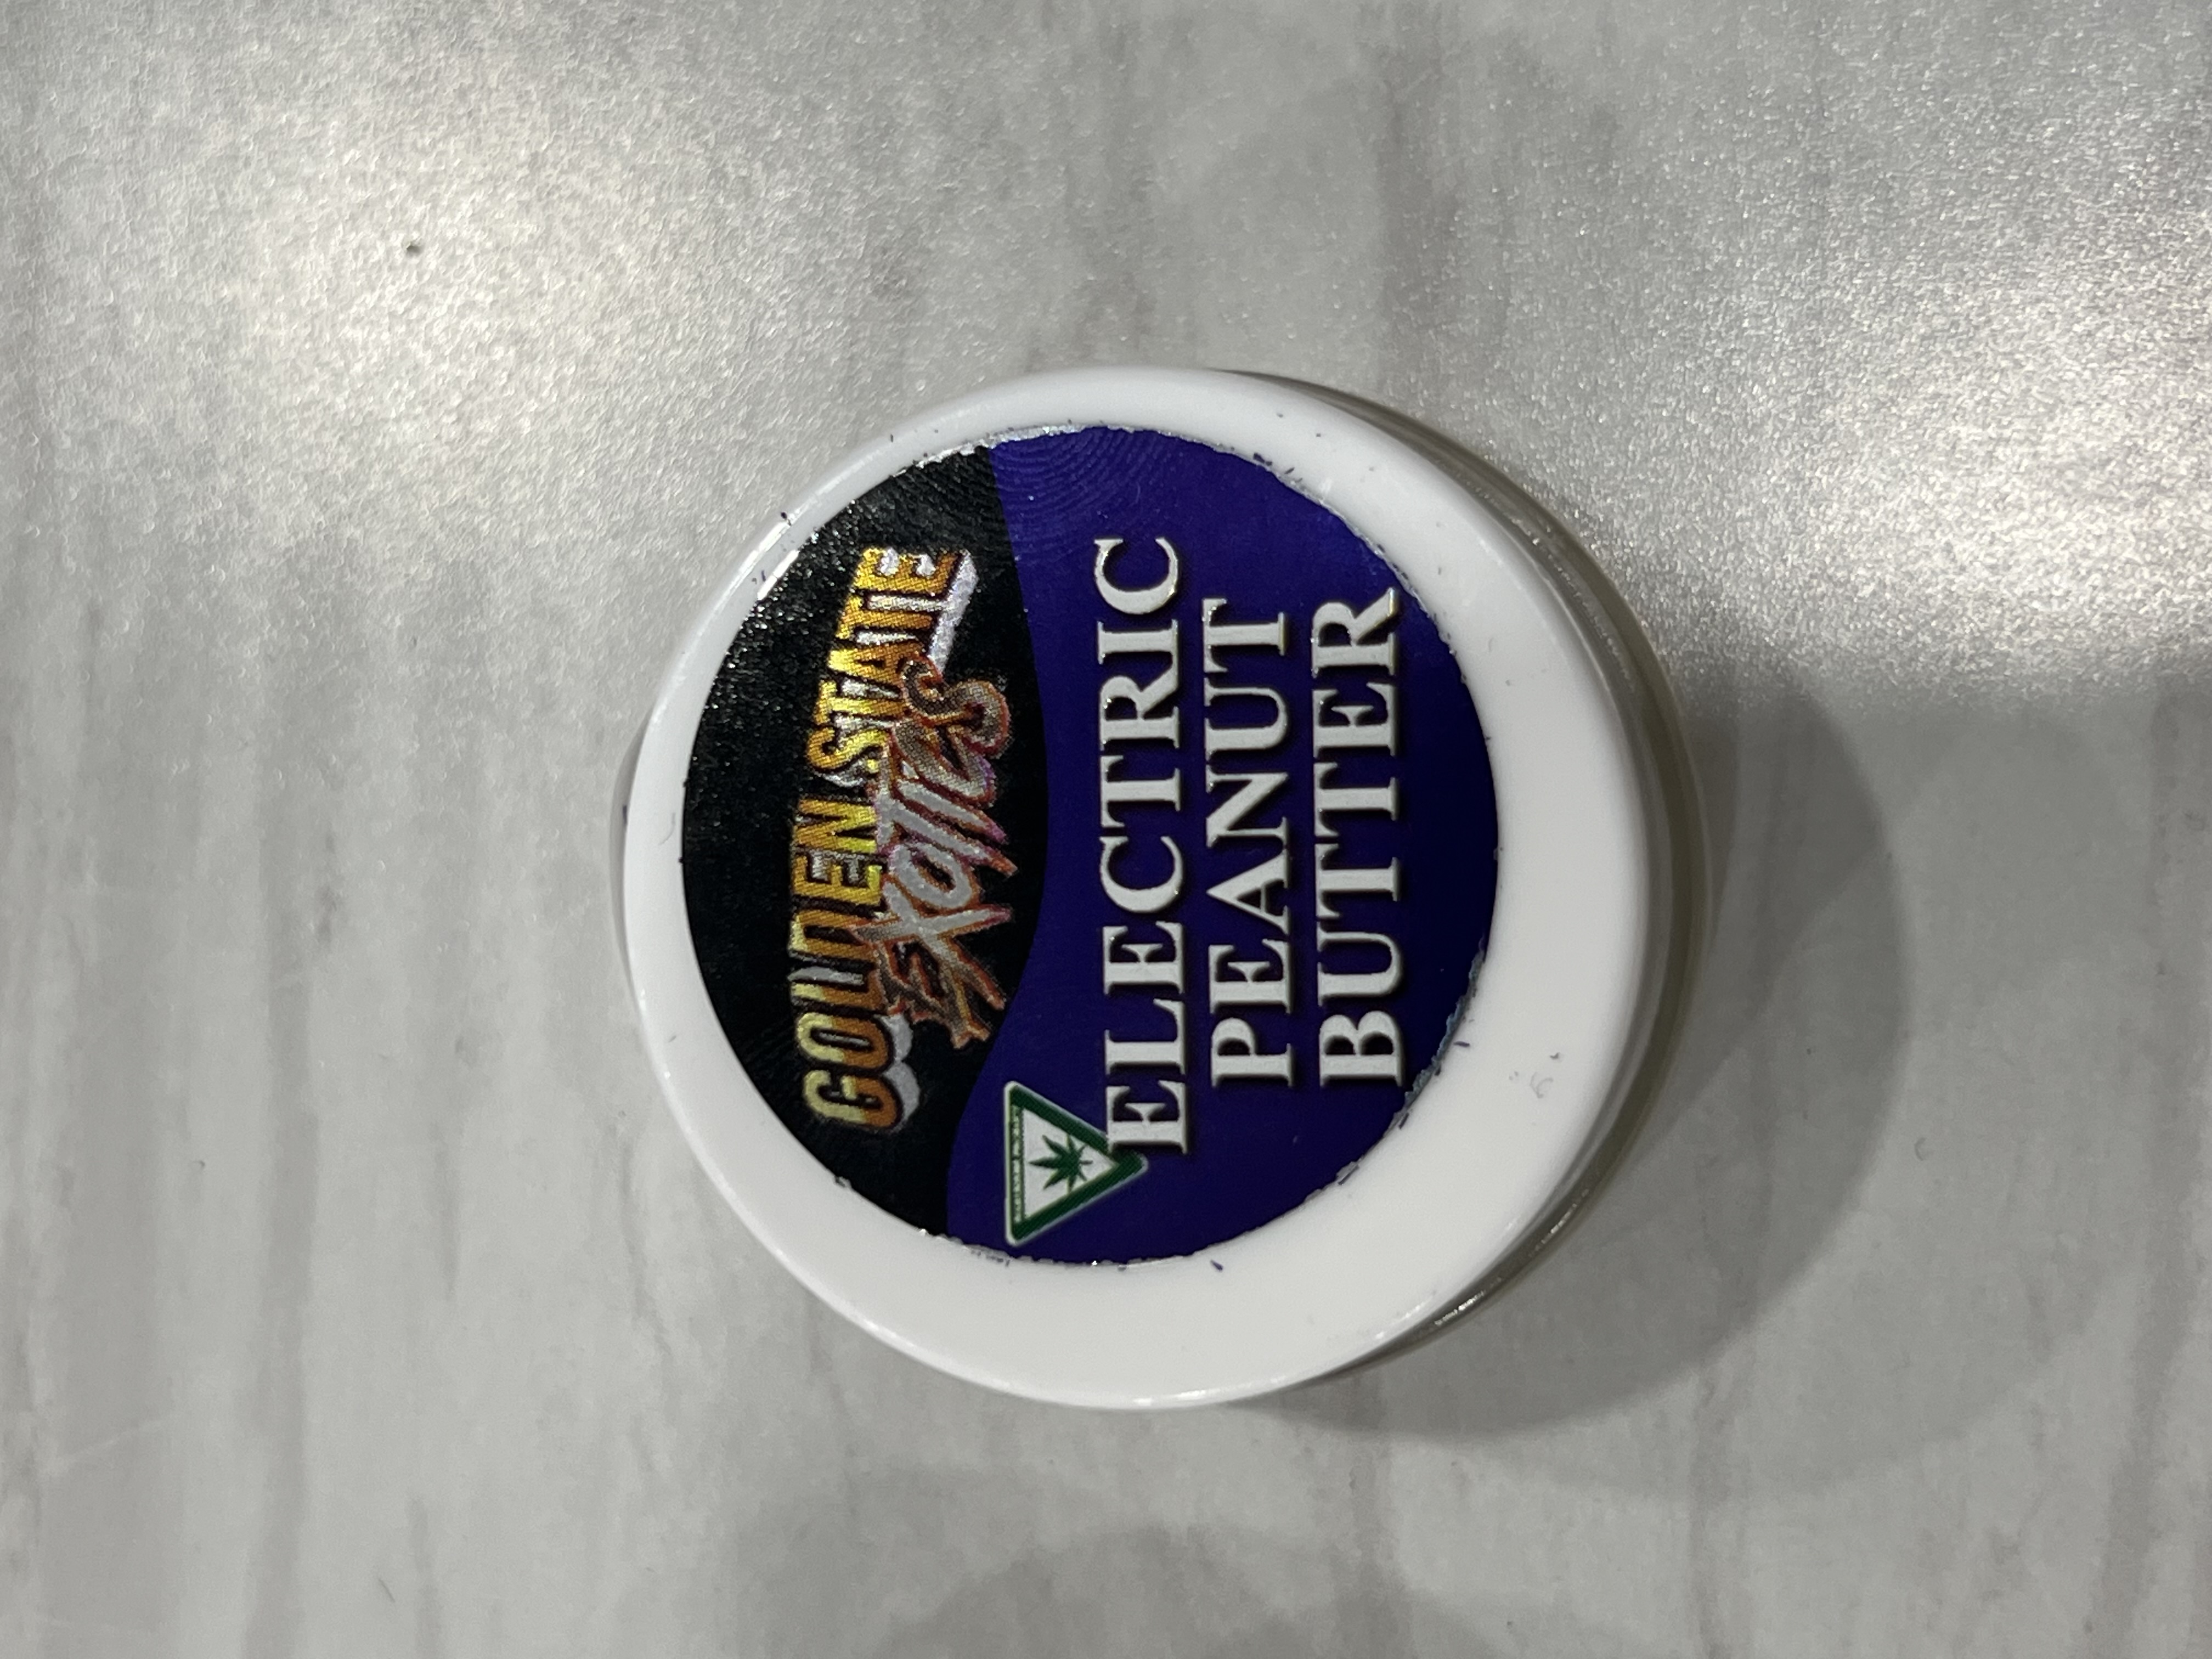 GOLDEN STATE
EXOTICS
ELECTRIC
PEANUT
BUTTER